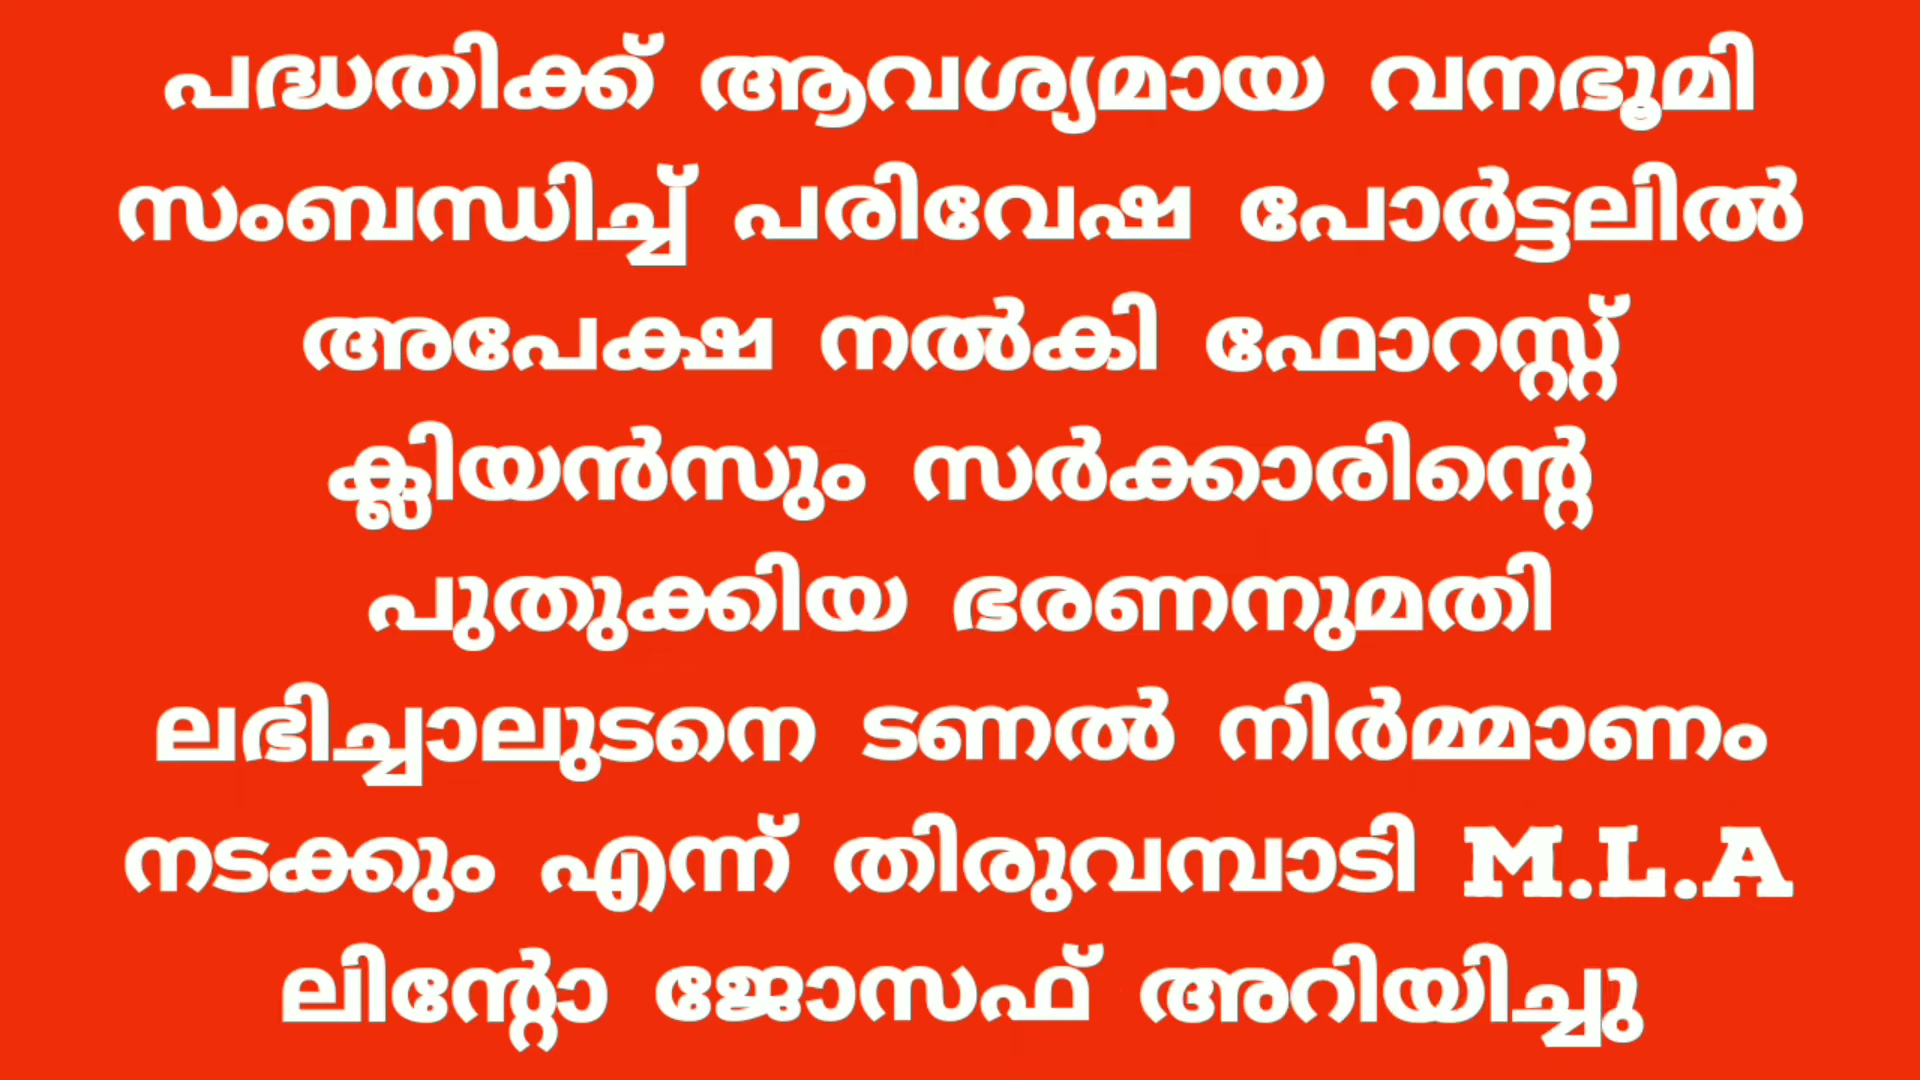 പദ്ധതിക്ക് ആവശ്യമായ വനഭൂമി
സംബന്ധിച്ച് പരിവേഷ പോർട്ടലിൽ
അപേക്ഷ നൽകി ഫോറസ്റ്റ്
ക്ലിയൻസും സർക്കാരിന്റെ
പുതുക്കിയ ഭരണനുമതി
ലഭിച്ചാലുടനെ ടണൽ നിർമ്മാണം
നടക്കും എന്ന് തിരുവമ്പാടി M.L.A
ലിന്റോ ജോസഫ് അറിയിച്ചു